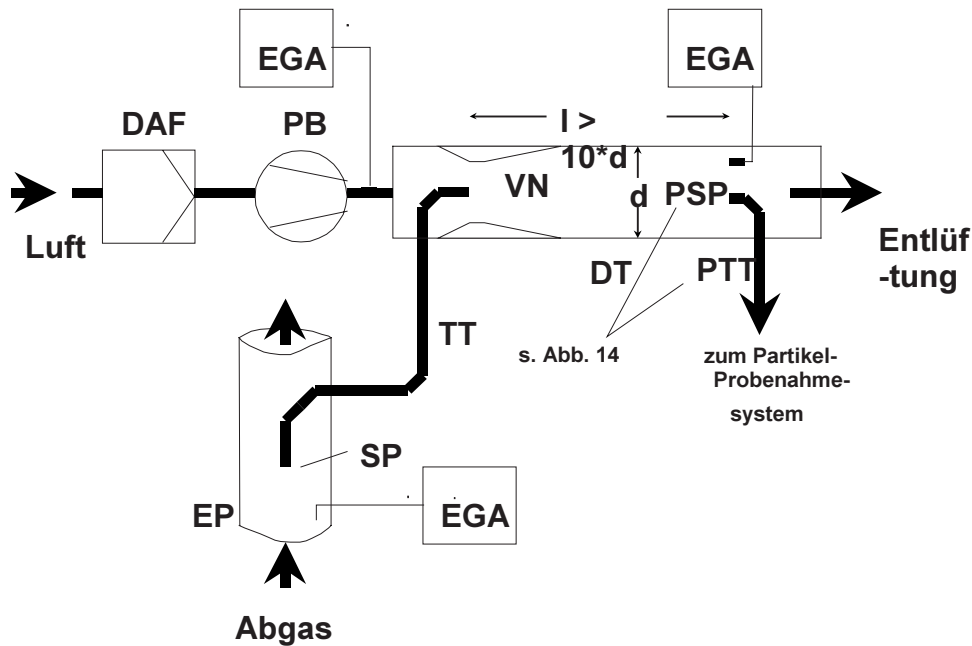 EGA
EGA
DAF
PB
l >
10*d
VN
d
PSP
Luft
Entlüf
-tung
DT
PTT
TT
s. Abb. 14
zum Partikel-
Probenahme-
system
SP
EP
EGA
Abgas